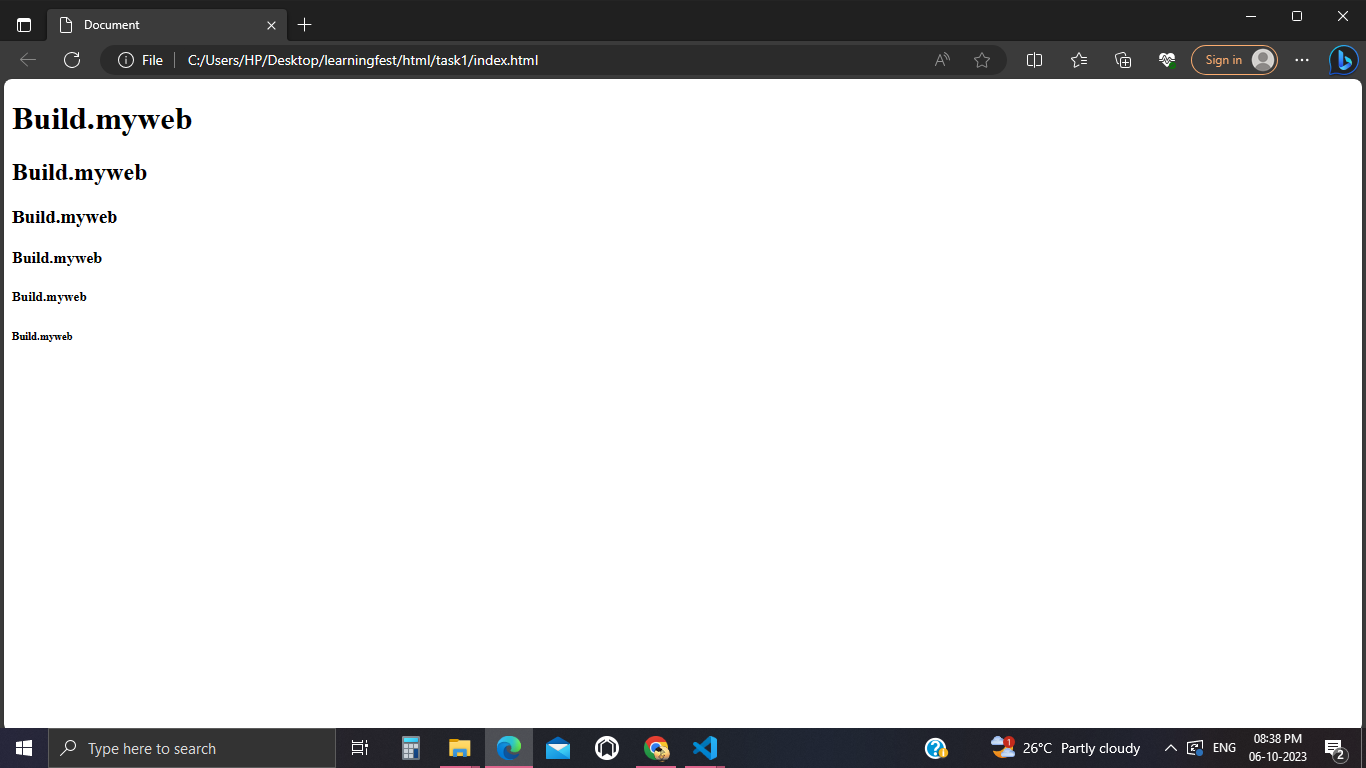 Document
File
C:/Users/HP/Desktop/learningfest/html/task1/index.html
Sign in
Build.myweb
Build.myweb
Build.myweb
Build.myweb
Build.myweb
Build.myweb
Type here to search
1
26°C Partly cloudy
ENG
08:38 PM
06-10-2023
2